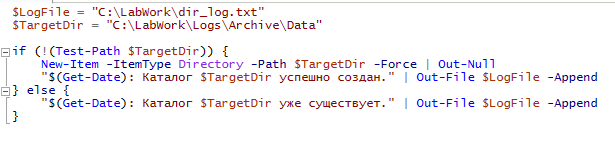 $LogFile = "C:\LabWork\dir_log.txt"
$TargetDir = "C:\LabWork\Logs\Archive\Data"

if (!(Test-Path $TargetDir)) {
    New-Item -ItemType Directory -Path $TargetDir -Force | Out-Null
    "$(Get-Date): Каталог $TargetDir успешно создан." | Out-File $LogFile -Append
} else {
    "$(Get-Date): Каталог $TargetDir уже существует." | Out-File $LogFile -Append
}